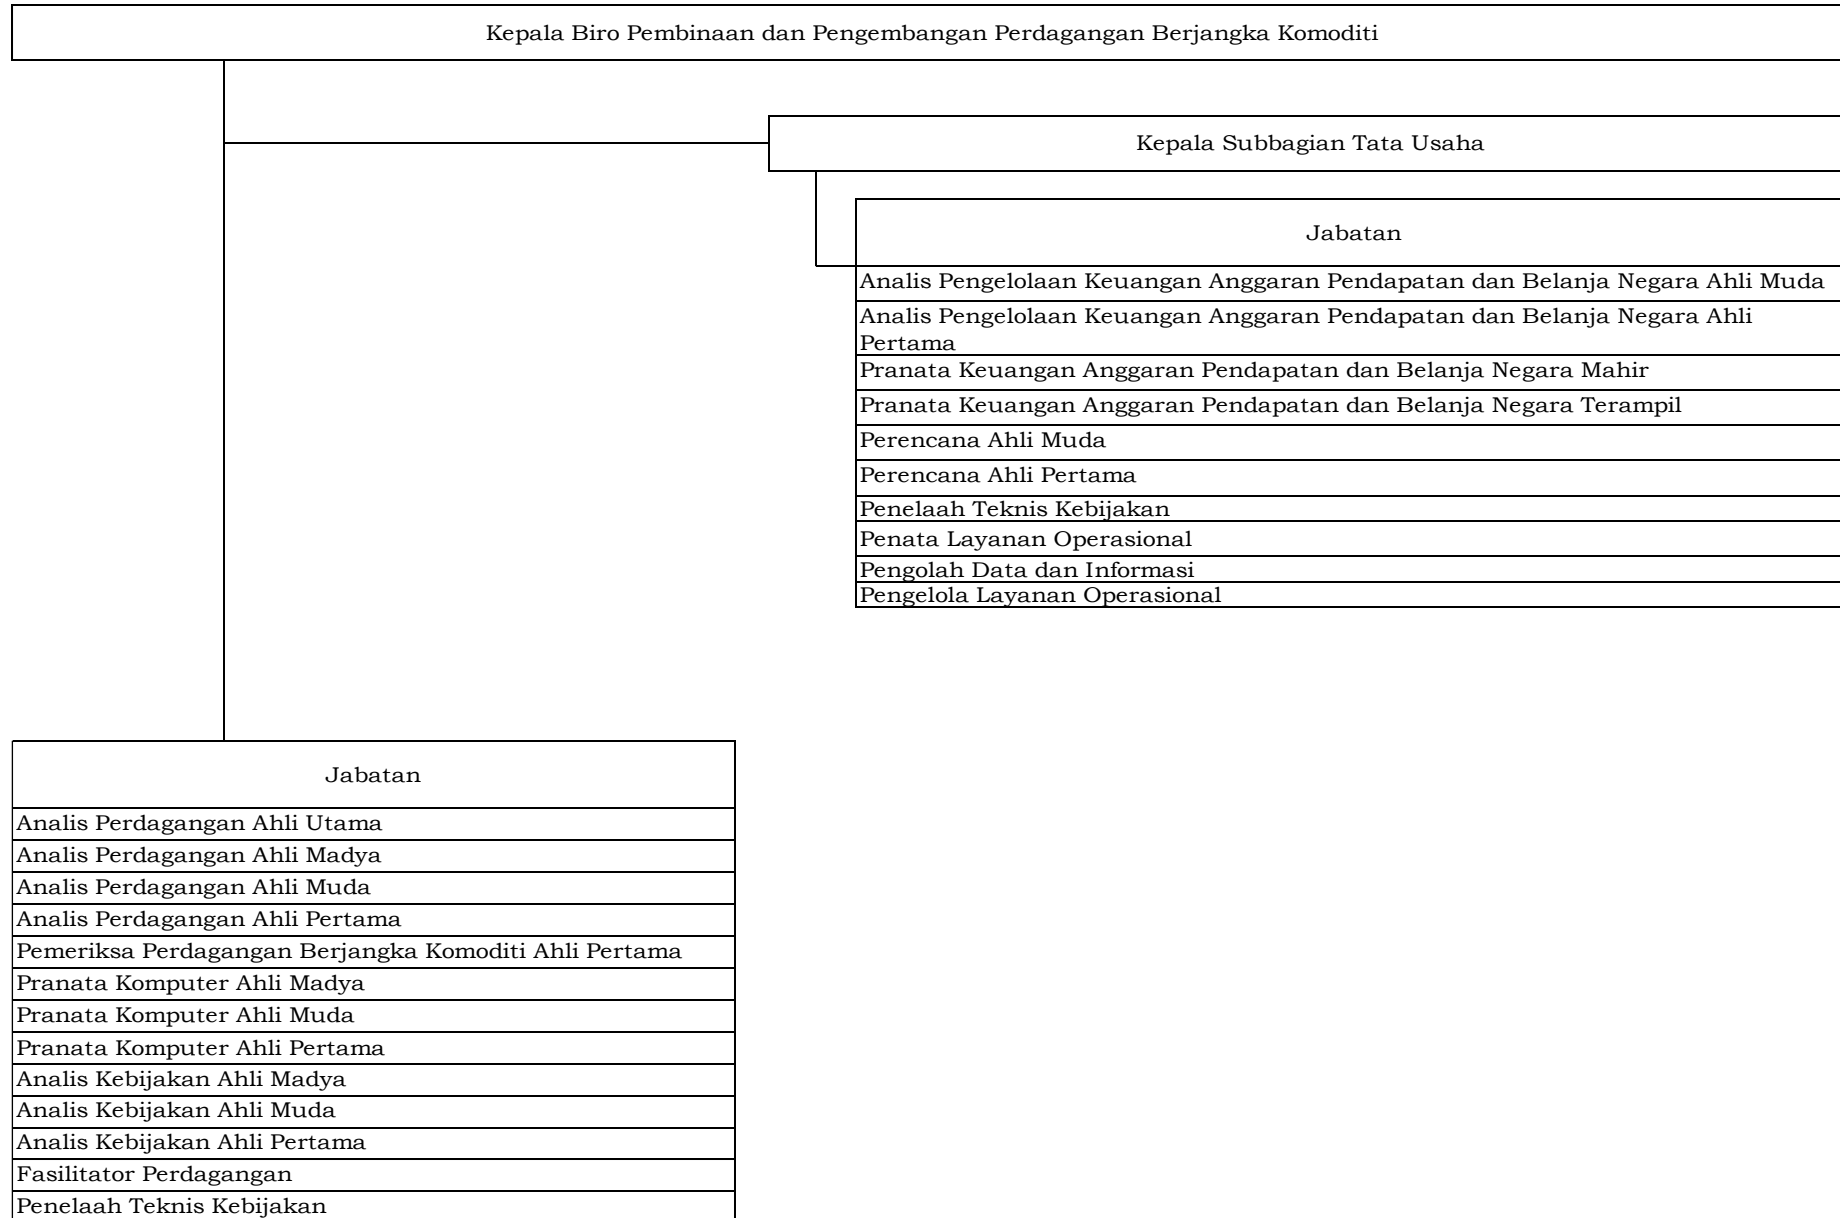 Kepala Biro Pembinaan dan Pengembangan Perdagangan Berjangka Komoditi
Kepala Subbagian Tata Usaha
Jabatan
Analis Pengelolaan Keuangan Anggaran Pendapatan dan Belanja Negara Ahli Muda
Analis Pengelolaan Keuangan Anggaran Pendapatan dan Belanja Negara Ahli
Pertama
Pranata Keuangan Anggaran Pendapatan dan Belanja Negara Mahir
Pranata Keuangan Anggaran Pendapatan dan Belanja Negara Terampil
Perencana Ahli Muda
Perencana Ahli Pertama
Penelaah Teknis Kebijakan
Penata Layanan Operasional
Pengolah Data dan Informasi
Pengelola Layanan Operasional
Jabatan
Analis Perdagangan Ahli Utama
Analis Perdagangan Ahli Madya
Analis Perdagangan Ahli Muda
Analis Perdagangan Ahli Pertama
Pemeriksa Perdagangan Berjangka Komoditi Ahli Pertama
Pranata Komputer Ahli Madya
Pranata Komputer Ahli Muda
Pranata Komputer Ahli Pertama
Analis Kebijakan Ahli Madya
Analis Kebijakan Ahli Muda
Analis Kebijakan Ahli Pertama
Fasilitator Perdagangan
Penelaah Teknis Kebijakan